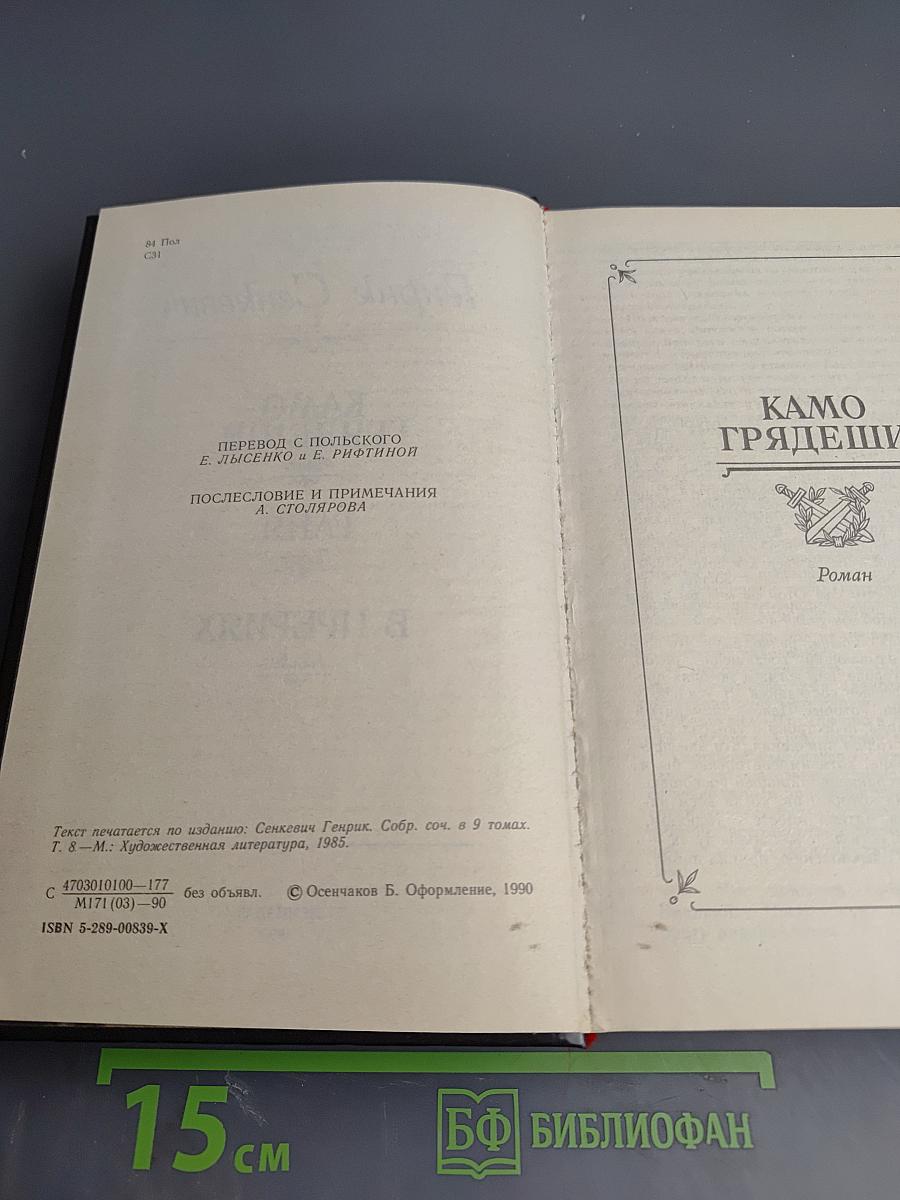 84 Пол
С31
ПЕРЕВОД С ПОЛЬСКОГО
Е. ЛЫСЕНКО и Е. РИФТИНОЙ
ПОСЛЕСЛОВИЕ И ПРИМЕЧАНИЯ
А. СТОЛЯРОВА
Текст печатается по изданию: Сенкевич Генрик. Собр. соч. в 9 томах.
Т. 8.—М.: Художественная литература, 1985.
С 4703010100—177 без объявл. © Осенчаков Б. Оформление, 1990
М171(03)—90
ISBN 5-289-00839-X
КАМО
ГРЯДЕШИ
Роман
15 см
БФ БИБЛИОФАН